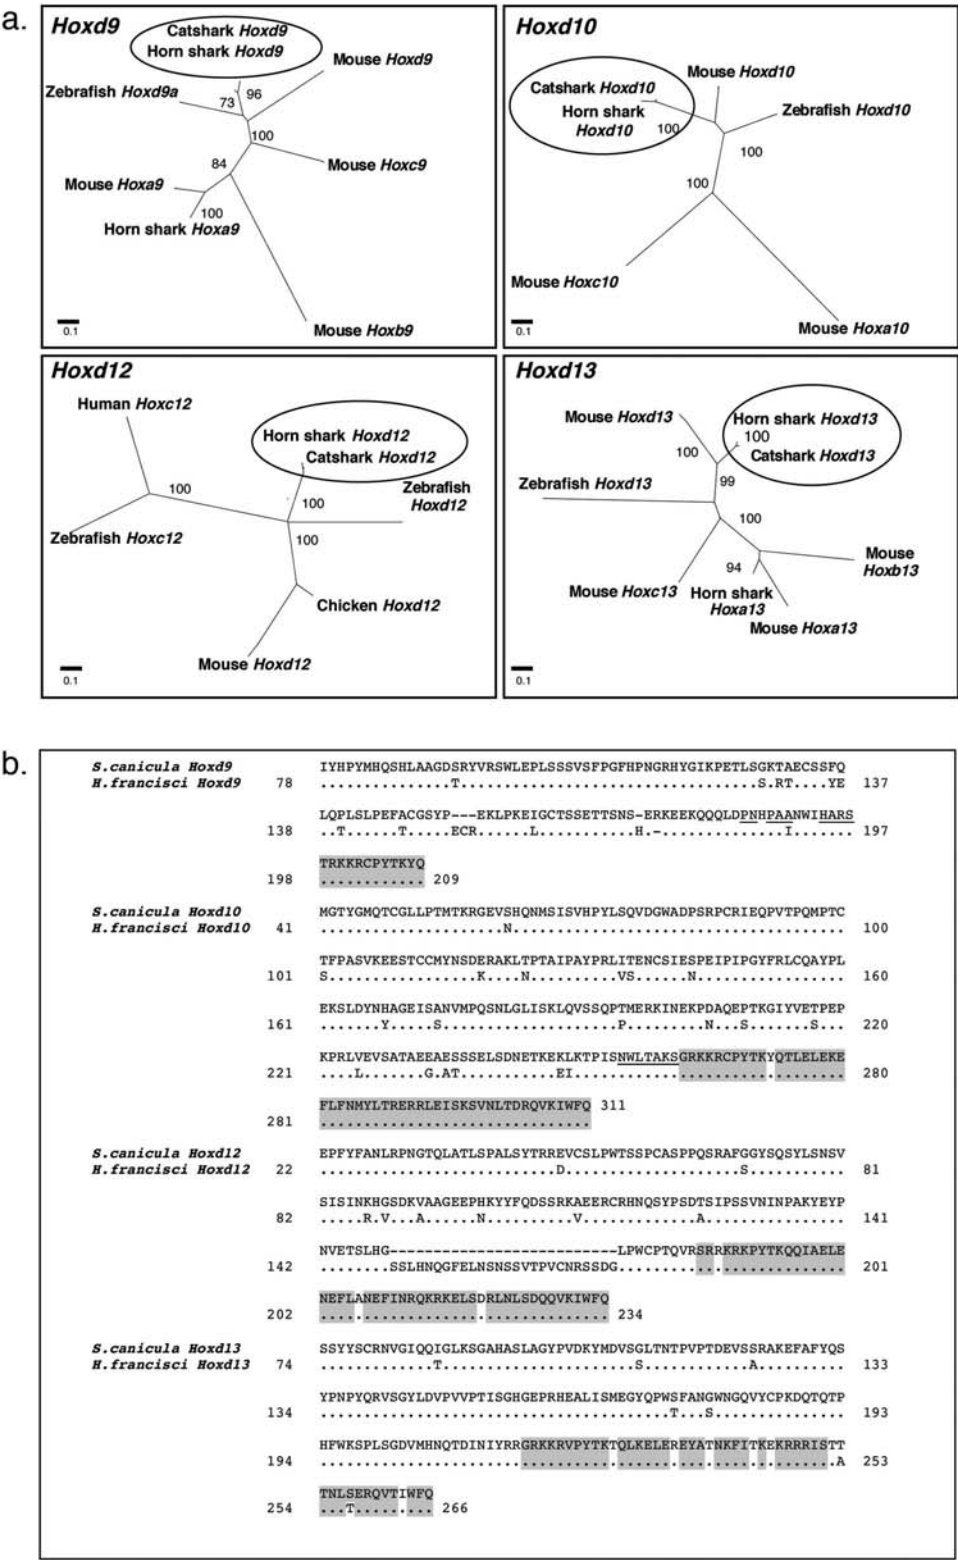 a.
Hoxd9
Catshark Hoxd9
Horn shark Hoxd9
Mouse Hoxd9
Zebrafish Hoxd9a
73
96
100
Mouse Hoxc9
84
Mouse Hoxa9
100
Horn shark Hoxa9
Mouse Hoxb9
0.1
Hoxd10
Mouse Hoxd10
Catshark Hoxd10
Zebrafish Hoxd10
Horn shark
Hoxd10
100
100
100
Mouse Hoxc10
Mouse Hoxa10
0.1
Hoxd12
Human Hoxc12
Horn shark Hoxd12
Catshark Hoxd12
Zebrafish
Hoxd12
100
100
Zebrafish Hoxc12
100
Chicken Hoxd12
Mouse Hoxd12
0.1
Hoxd13
Mouse Hoxd13
Horn shark Hoxd13
100
Catshark Hoxd13
100
Zebrafish Hoxd13
99
100
Mouse
Hoxb13
94
Mouse Hoxc13
Horn shark
Hoxa13
Mouse Hoxa13
0.1
b.
S.canicula Hoxd9 IYHPYMHQSHLAAGDSRYVRSWLEPLSSSVSFPGFHPNGRHYGIKPETLSGKTAECSSFQ
H.francisci Hoxd9 78 ...............T..................................S.RT....YE 137
LQPLSLPEFACGSYP---EKLPKEIGCTSSETTSNS-ERKEEKQQQLDPNHPAANWIHARS
138 ..T......T.....ECR......L...........H.-..............I....... 197
TRKKRCPYTKYQ
198 ............ 209
S.canicula Hoxd10 MGTYGMQTCGLLPTMTKRGEVSHQNMSISVHPYLSQVDGWADPSRPCRIEQPVTPQMPTC
H.francisci Hoxd10 41 .....................N...................................... 100
TFPASVKEESTCCMYNSDERAKLTPTAIPAYPRLITENCSIESPEIPIPGYFRLCQAYPL
101 S.................K....N..........VS......N................. 160
EKSLDYNHAGEISANVMPQSNLGLISKLQVSSQPTMERKINEKPDAQEPTKGIYVETPEP
161 .......Y.....S....................P.........N...S.......S... 220
KPRLVEVSATAEEAESSSELSDNETKEKLKTPISNWLTAKSGRKKRCPYTKYQTLELEKE
221 ....L.......G.AT...........EI............................... 280
FLFNMYLTRERRLEISKSVNLTDRQVKIWFQ 311
281 ...............................
S.canicula Hoxd12 EPFYFANLRPNGTQLATLSPALSYTRREVCSLPWTSSPCASPPQSRAFGGYSQSYLSNSV
H.francisci Hoxd12 22 ...........................D....................S........... 81
SISINKHGSDKVAAGEEPHKYYFQDSSRKAEERCRHNQSYPSDTSIPSSVNINPAKYEYP
82 .....R.V...A......N..........V.............A................ 141
NVETSLHG--------------------------LPWCPTQVRSRRKRKPYTKQQIAELE
142 ........SSLHNQGFELNSNSSVTPVCNRSSDG.......................... 201
NEFLANEFINRQKRKELSDRLNLSDQQVKIWFQ
202 ................................. 234
S.canicula Hoxd13 SSYYSCRNVGIQQIGLKSGAHASLAGYPVDKYMDVSGLTNTPVPTDEVSSRAKEFAFYQS
H.francisci Hoxd13 74 .............T......................S............A.......... 133
YPNPYQRVSGYLDVPVVPTISGHGEPRHEALISMEGYQPWSFANGWNGQVYCPKDQTQTP
134 ........................................T...S............... 193
HFWKSPLSGDVMHNQTDINIYRRGRKKRVPYTKTQLKELEREYATNKFITKEKRRRISTT
194 ...........................................................A 253
TNLSERQVTIWFQ
254 ...T......... 266